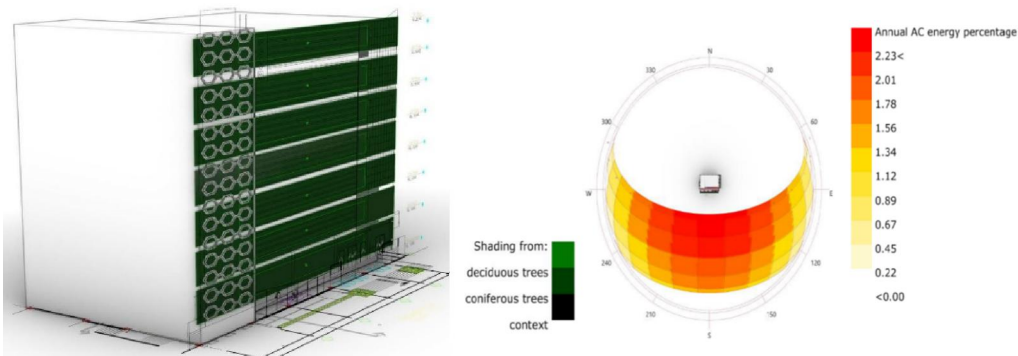 Shading from:
deciduous trees
coniferous trees
context
N
30
60
E
120
150
S
210
240
W
300
330
Annual AC energy percentage
2.23<
2.01
1.78
1.56
1.34
1.12
0.89
0.67
0.45
0.22
<0.00